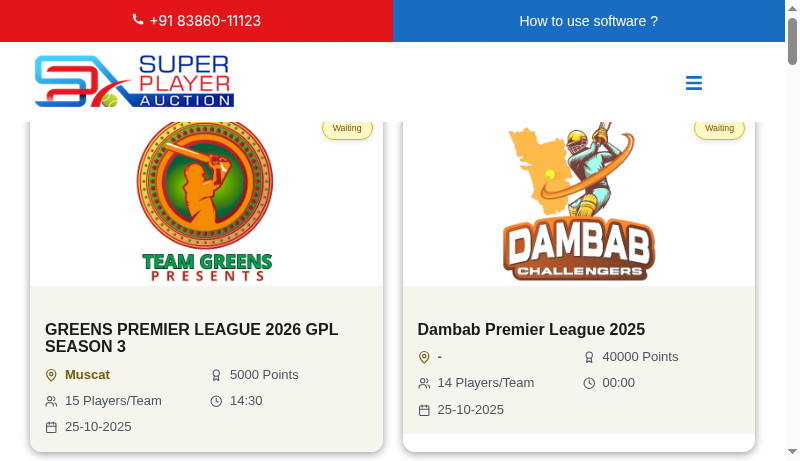 +91 83860-11123
How to use software ?
SUPER
PLAYER
AUCTION
Waiting
TEAM GREENS
PRESENTS
GREENS PREMIER LEAGUE 2026 GPL
SEASON 3
Muscat
5000 Points
15 Players/Team
14:30
25-10-2025
Waiting
DAMBAB
CHALLENGERS
Dambab Premier League 2025
-
40000 Points
14 Players/Team
00:00
25-10-2025